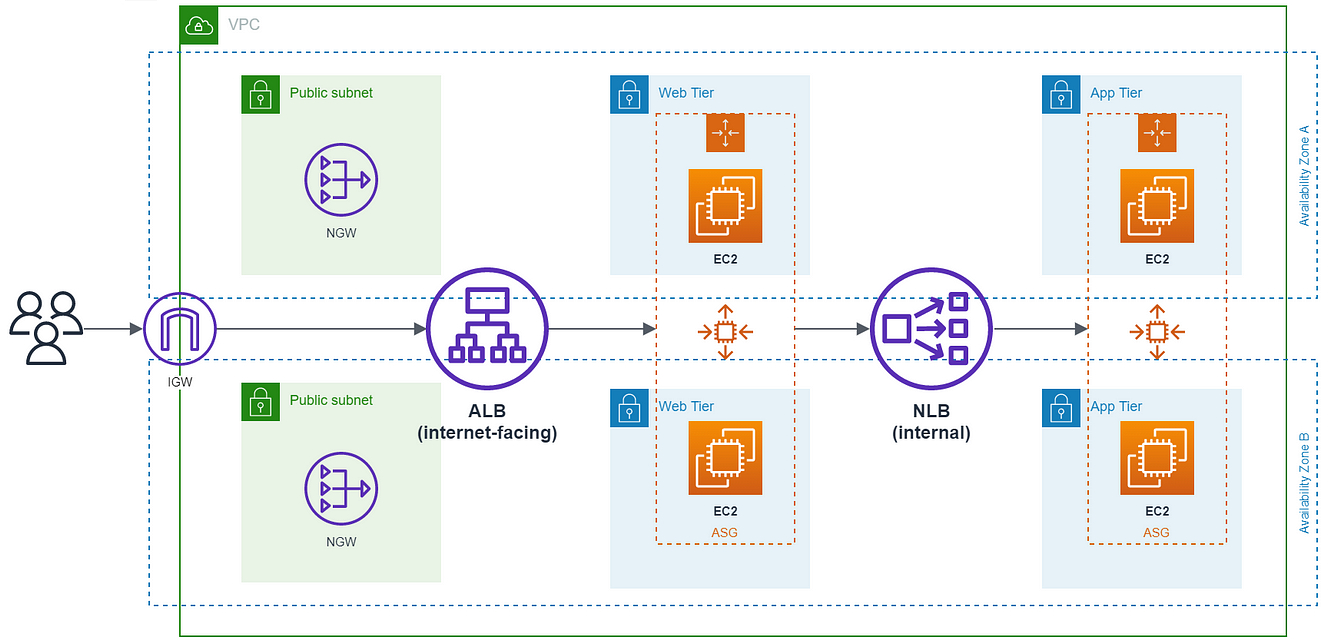 VPC
Public subnet
Web Tier
App Tier
Availability Zone A
NGW
EC2
EC2
IGW
Public subnet
ALB
(internet-facing)
Web Tier
NLB
(internal)
App Tier
Availability Zone B
NGW
EC2
ASG
EC2
ASG